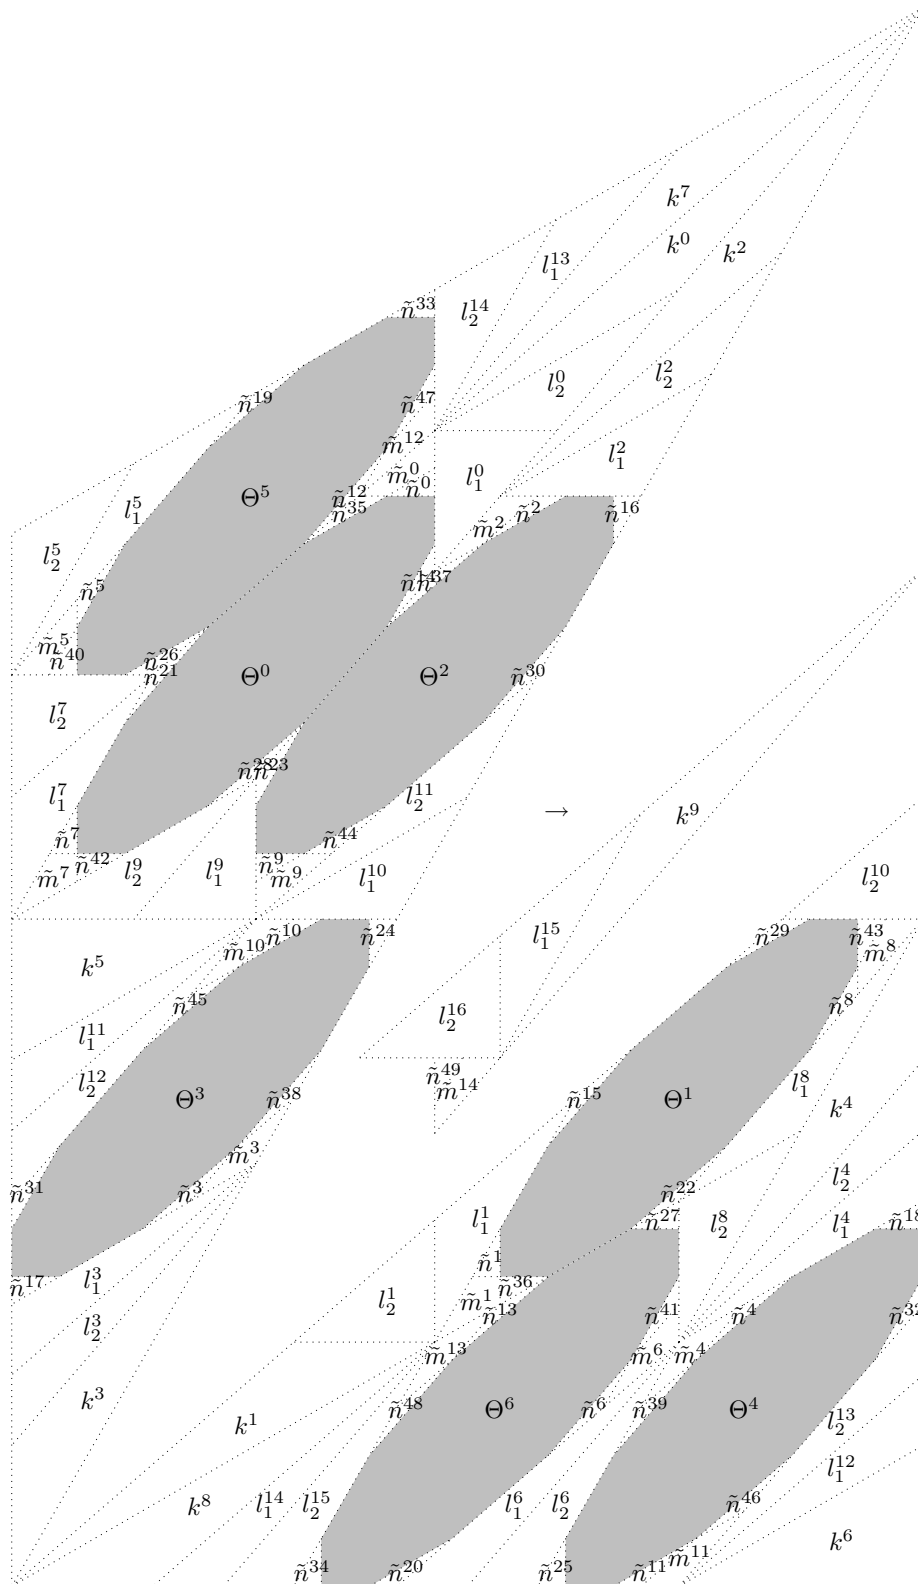 k^7
k^0
k^2
l_1^{13}
ñ^{33}
l_2^{14}
l_2^0
l_2^2
ñ^{19}
ñ^{47}
m̃^{12}
l_1^2
m̃^0
l_1^0
ñ^0
Θ^5
ñ^{12}
ñ^{35}
l_1^5
ñ^2
ñ^{16}
m̃^2
l_2^5
ñ^{14}
ñ^{37}
ñ^5
m̃^5
ñ^{40}
ñ^{26}
ñ^{21}
Θ^0
Θ^2
ñ^{30}
l_2^7
ñ^{28}
ñ^{23}
l_1^7
l_2^{11}
→
k^9
ñ^7
ñ^{44}
m̃^7
ñ^{42}
l_2^9
l_1^9
ñ^9
m̃^9
l_1^{10}
l_2^{10}
ñ^{10}
ñ^{24}
l_1^{15}
ñ^{29}
ñ^{43}
m̃^{10}
m̃^8
k^5
ñ^{45}
ñ^8
l_2^{16}
l_1^{11}
l_2^{12}
ñ^{49}
m̃^{14}
l_1^8
Θ^3
ñ^{38}
ñ^{15}
Θ^1
k^4
m̃^3
l_2^4
ñ^{31}
ñ^3
ñ^{22}
l_1^1
ñ^{27}
l_2^8
l_1^4
ñ^{18}
ñ^1
ñ^{17}
l_1^3
ñ^{36}
m̃^1
l_2^1
ñ^{13}
ñ^{41}
ñ^4
ñ^{32}
l_2^3
m̃^{13}
m̃^6
m̃^4
k^3
k^1
ñ^{48}
Θ^6
ñ^6
ñ^{39}
Θ^4
l_2^{13}
l_1^{12}
k^8
l_1^{14}
l_2^{15}
l_1^6
l_2^6
ñ^{46}
k^6
m̃^{11}
ñ^{34}
ñ^{20}
ñ^{25}
ñ^{11}